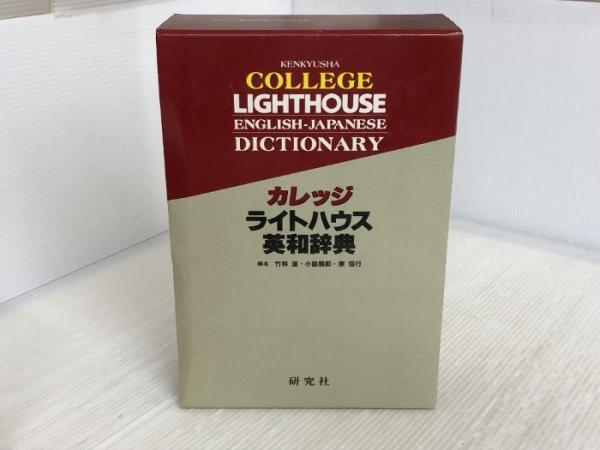 KENKYUSHA
COLLEGE
LIGHTHOUSE
ENGLISH-JAPANESE
DICTIONARY
カレッジ
ライトハウス
英和辞典
編者 竹林 滋・小島義郎・東 信行
研究社